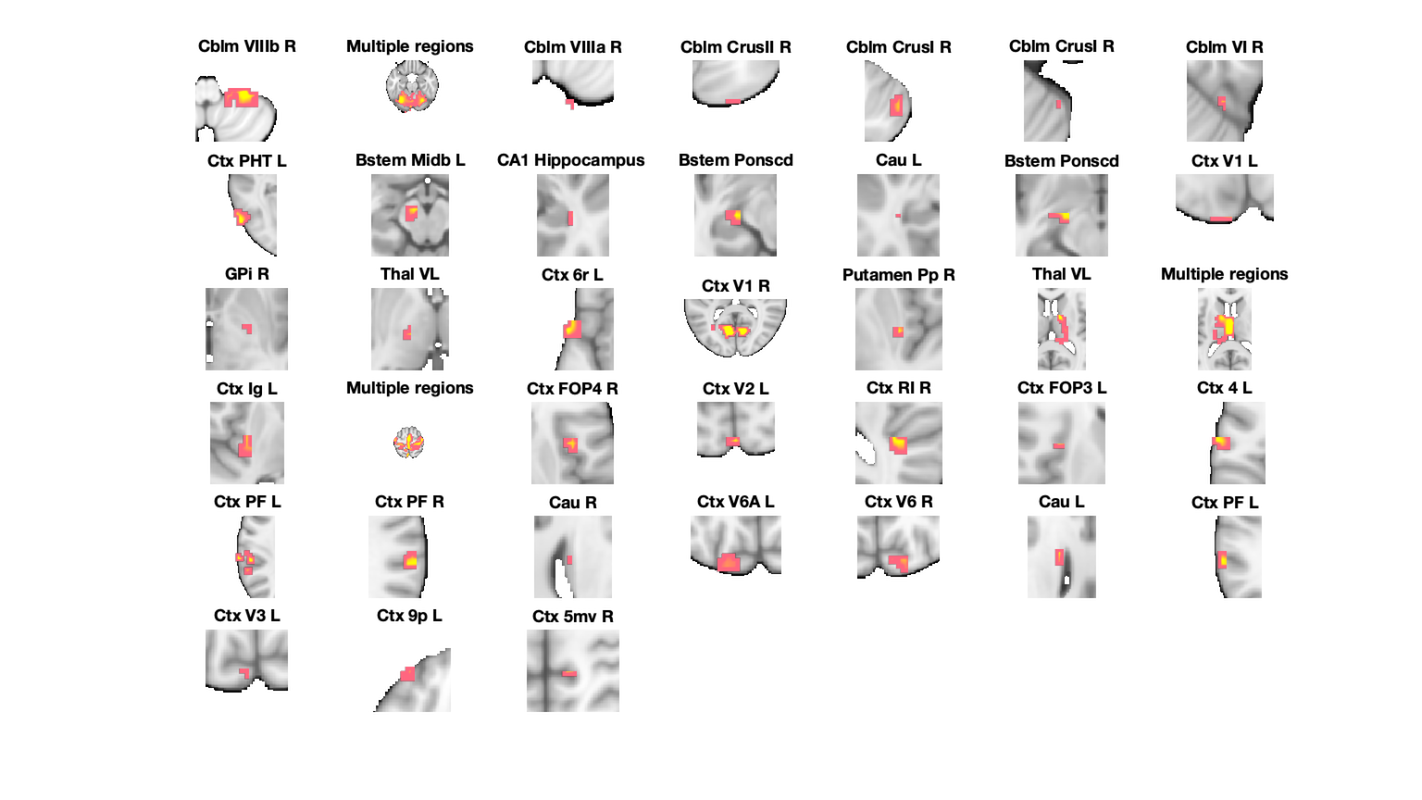 Cblm VIIIb R
Multiple regions
Cblm VIIIa R
Cblm CrusII R
Cblm CrusI R
Cblm CrusI R
Cblm VI R
Ctx PHT L
Bstem Midb L
CA1 Hippocampus
Bstem Ponscd
Cau L
Bstem Ponscd
Ctx V1 L
GPi R
Thal VL
Ctx 6r L
Ctx V1 R
Putamen Pp R
Thal VL
Multiple regions
Ctx Ig L
Multiple regions
Ctx FOP4 R
Ctx V2 L
Ctx RI R
Ctx FOP3 L
Ctx 4 L
Ctx PF L
Ctx PF R
Cau R
Ctx V6A L
Ctx V6 R
Cau L
Ctx PF L
Ctx V3 L
Ctx 9p L
Ctx 5mv R